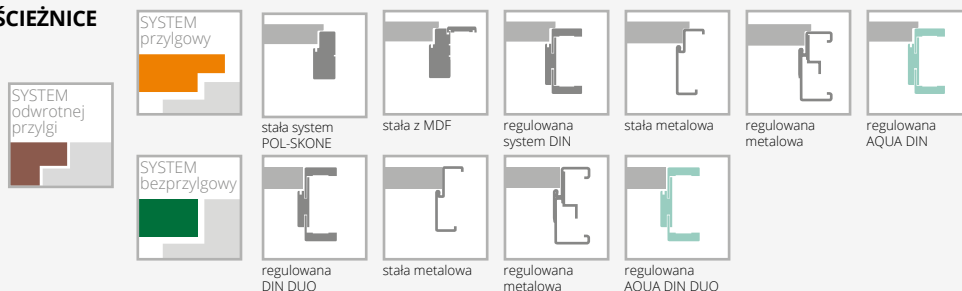 ŚCIEŻNICE
SYSTEM
odwrotnej
przylgi
SYSTEM
przylgowy
stała system
POL-SKONE
stała z MDF
regulowana
system DIN
stała metalowa
regulowana
metalowa
regulowana
AQUA DIN
SYSTEM
bezprzylgowy
regulowana
DIN DUO
stała metalowa
regulowana
metalowa
regulowana
AQUA DIN DUO